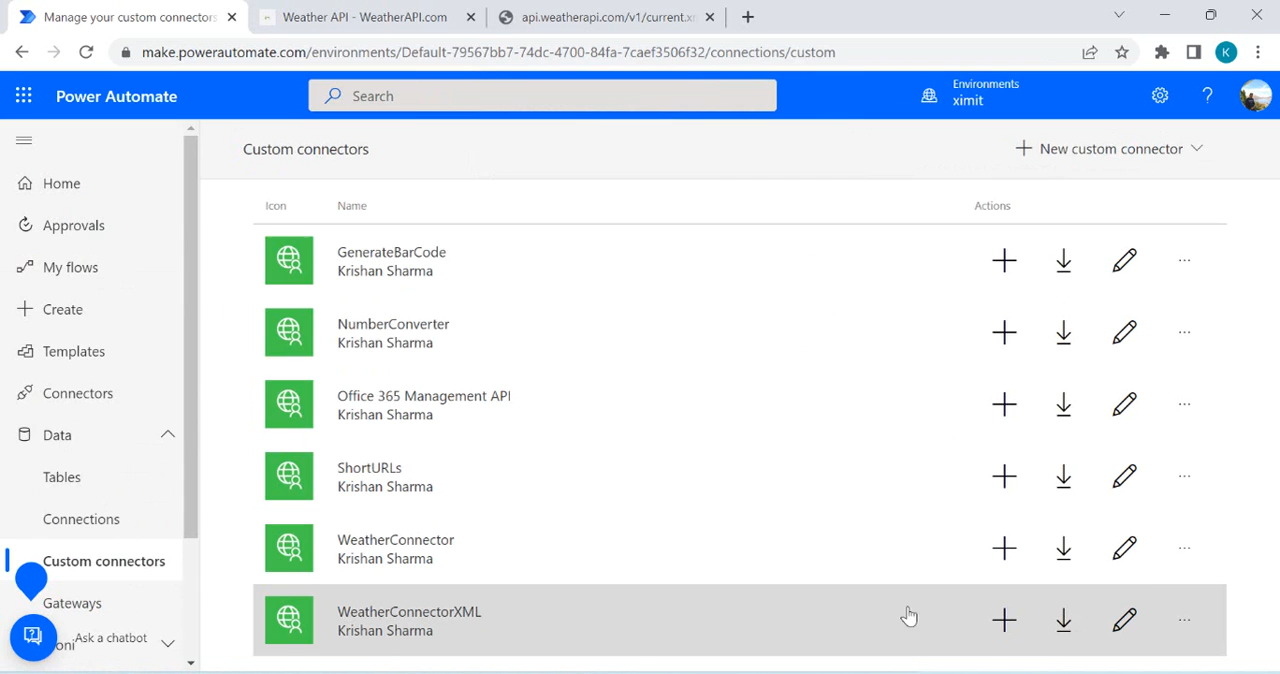 Manage your custom connectors
Weather API - WeatherAPI.com
api.weatherapi.com/v1/current.xm
make.powerautomate.com/environments/Default-79567bb7-74dc-4700-84fa-7caef3506f32/connections/custom
K
Power Automate
Search
Environments
ximit
Custom connectors
New custom connector
Home
Approvals
My flows
Create
Templates
Connectors
Data
Tables
Connections
Custom connectors
Gateways
Ask a chatbot
Icon
Name
Actions
GenerateBarCode
Krishan Sharma
NumberConverter
Krishan Sharma
Office 365 Management API
Krishan Sharma
ShortURLs
Krishan Sharma
WeatherConnector
Krishan Sharma
WeatherConnectorXML
Krishan Sharma